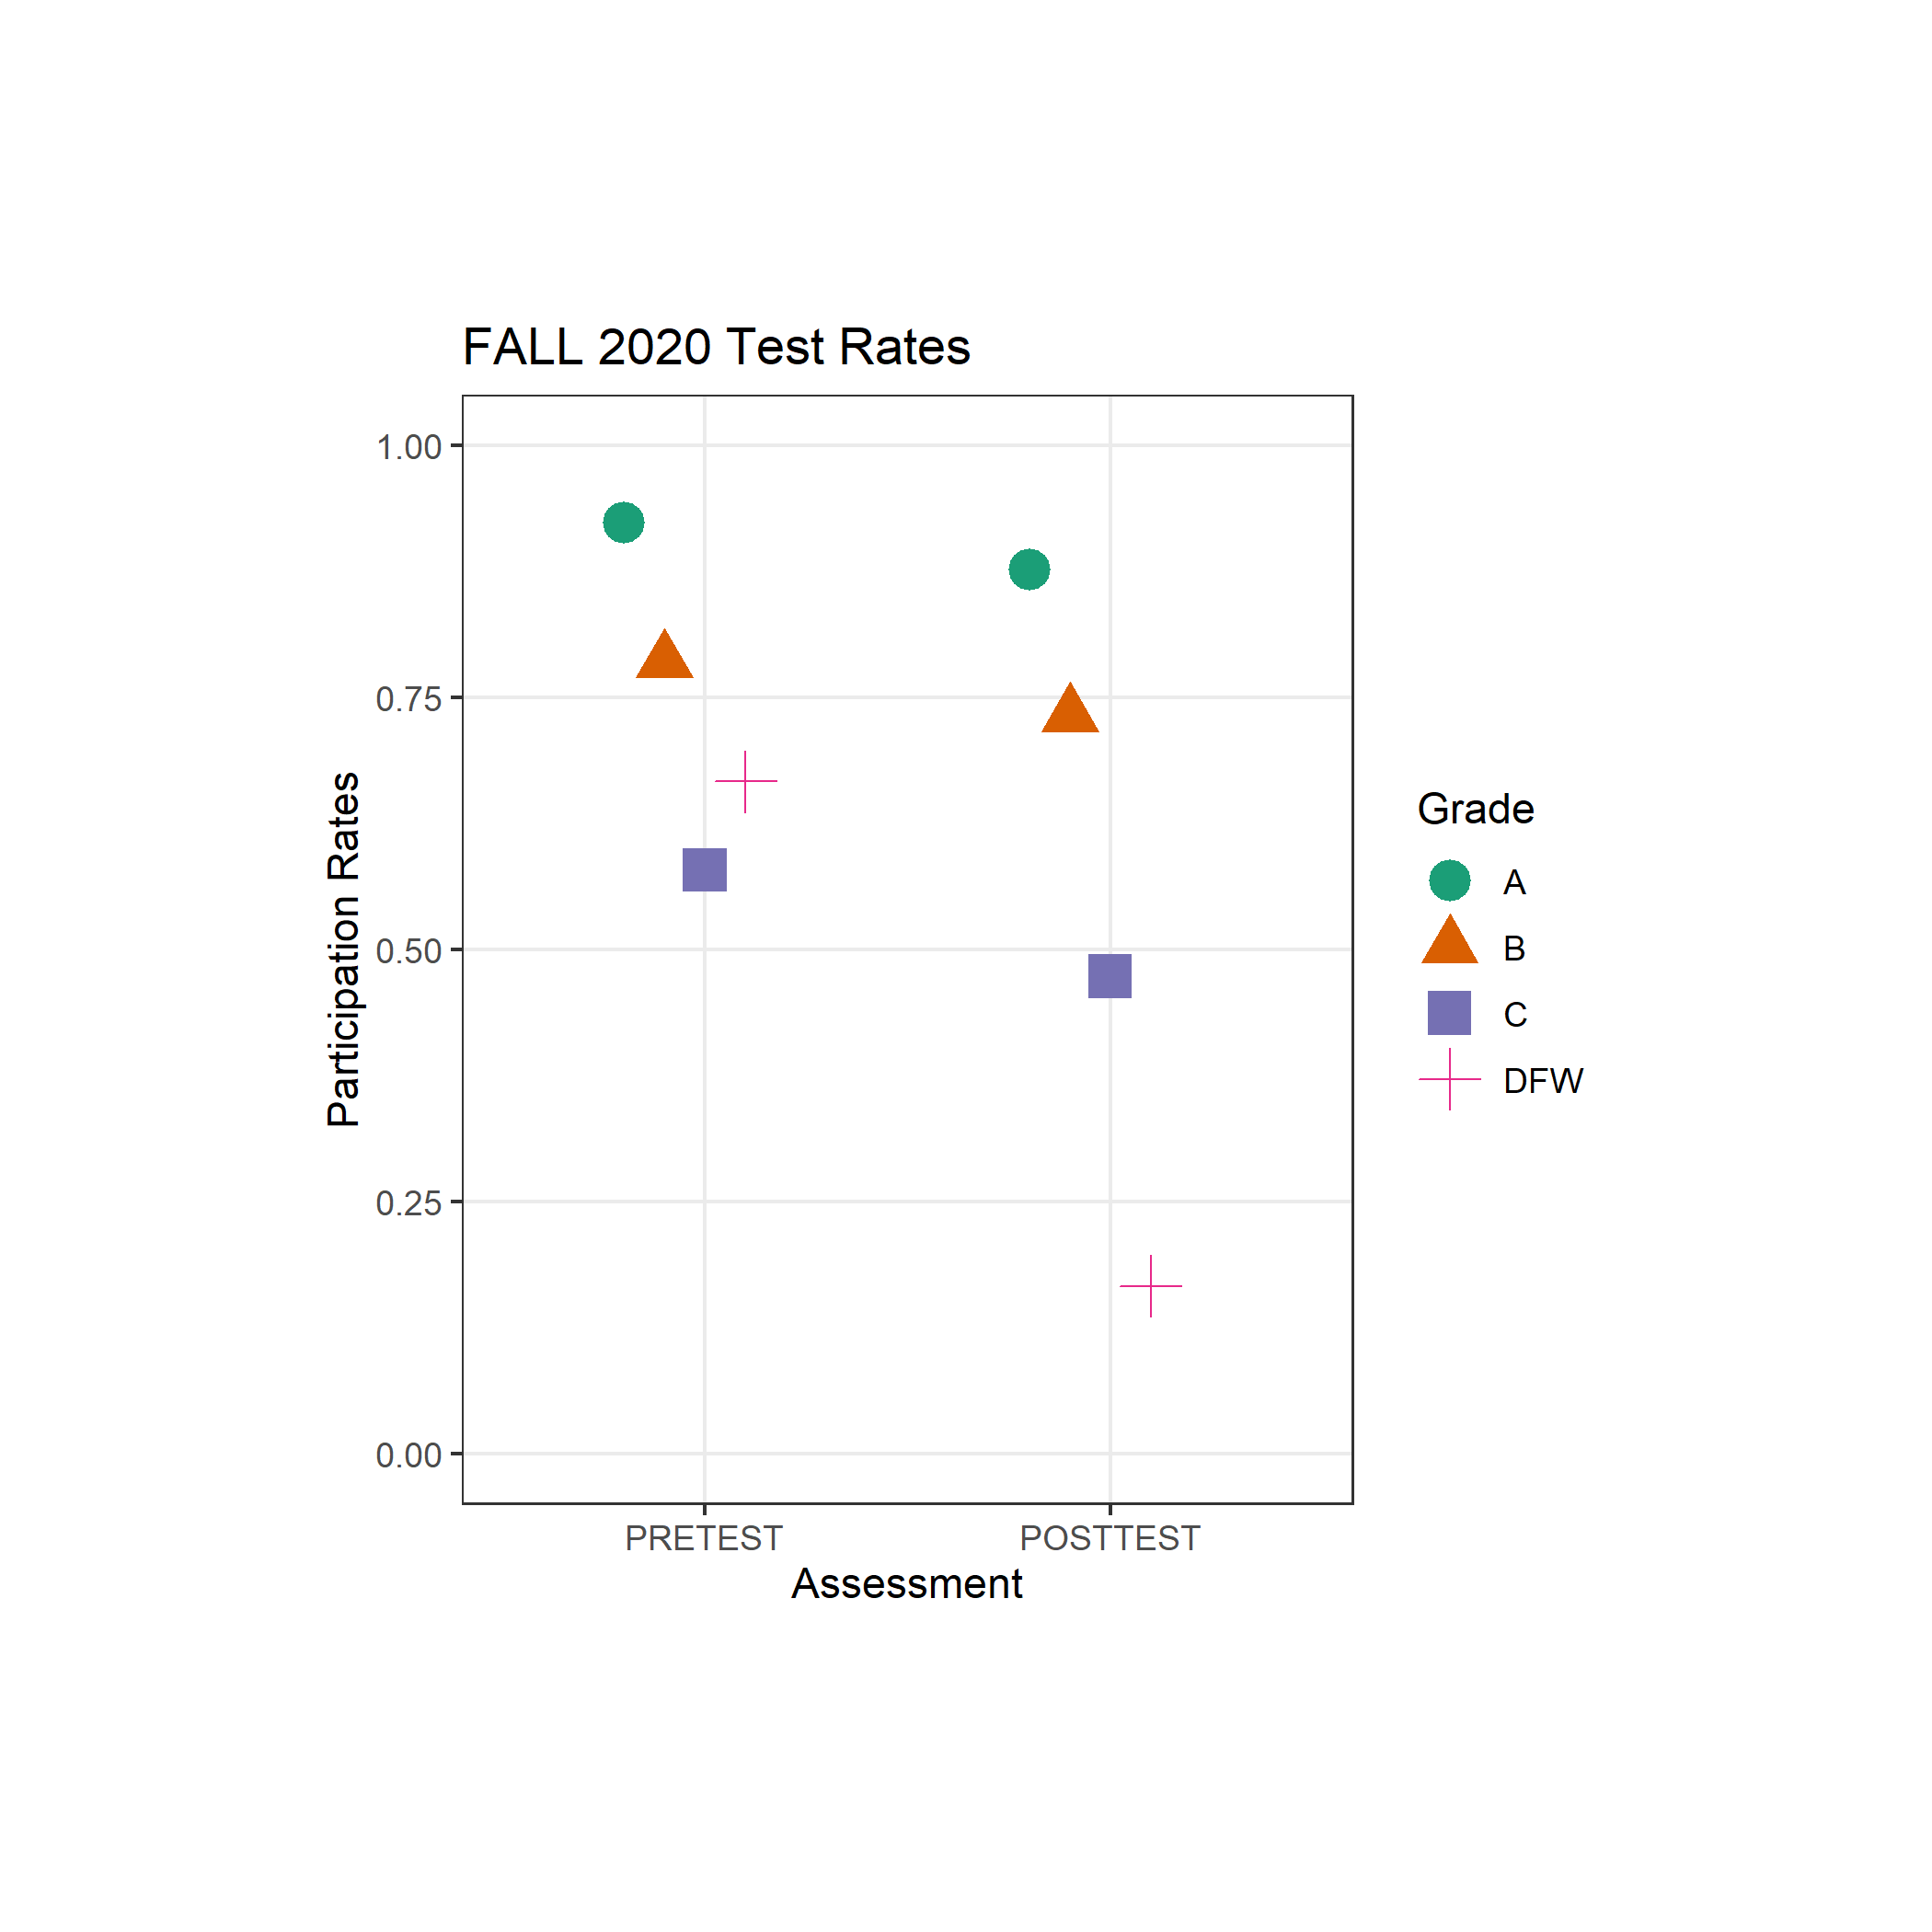 FALL 2020 Test Rates
1.00
0.75
0.50
0.25
0.00
Participation Rates
PRETEST
POSTTEST
Assessment
Grade
A
B
C
DFW